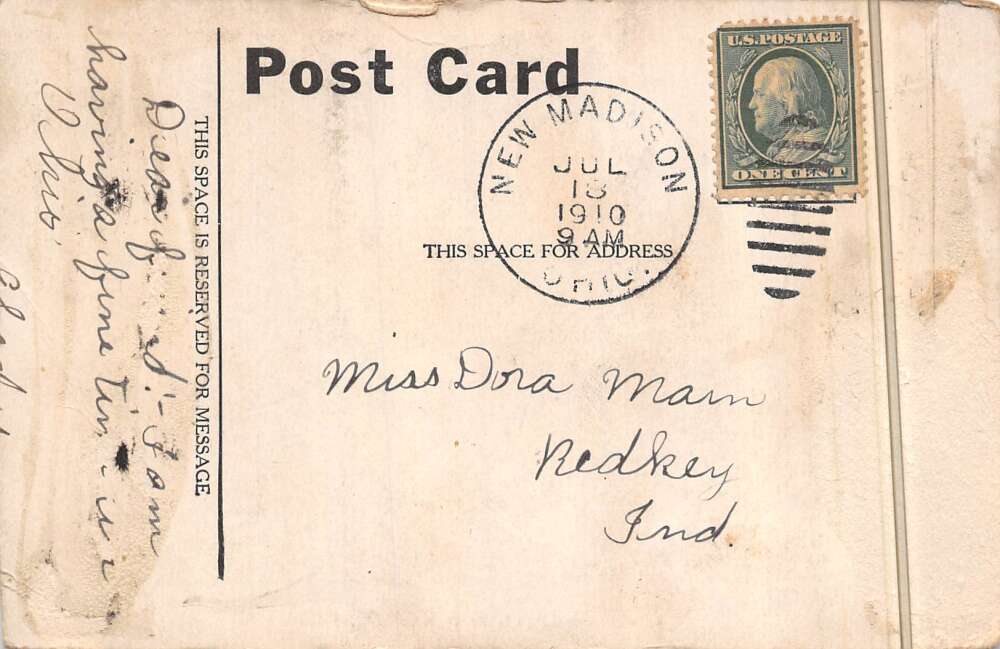 Post Card
U.S. POSTAGE
ONE CENT
NEW MADISON
JUL
18
1910
9 AM
OHIO.
THIS SPACE FOR ADDRESS
Miss Dora Mann
Redkey
Ind.
THIS SPACE IS RESERVED FOR MESSAGE
Dear friend:- I am
having a fine time in
Ohio